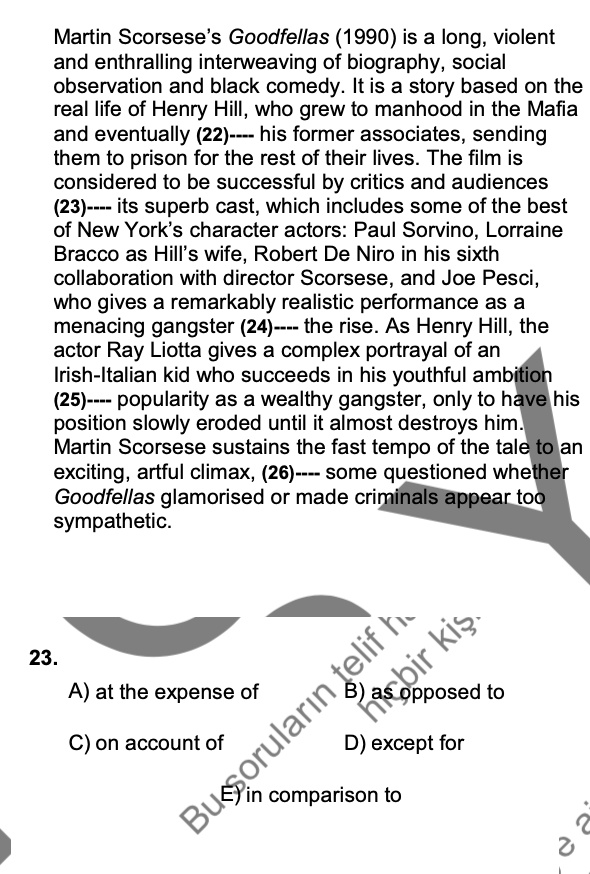 Martin Scorsese's Goodfellas (1990) is a long, violent
and enthralling interweaving of biography, social
observation and black comedy. It is a story based on the
real life of Henry Hill, who grew to manhood in the Mafia
and eventually (22)---- his former associates, sending
them to prison for the rest of their lives. The film is
considered to be successful by critics and audiences
(23)---- its superb cast, which includes some of the best
of New York's character actors: Paul Sorvino, Lorraine
Bracco as Hill's wife, Robert De Niro in his sixth
collaboration with director Scorsese, and Joe Pesci,
who gives a remarkably realistic performance as a
menacing gangster (24)---- the rise. As Henry Hill, the
actor Ray Liotta gives a complex portrayal of an
Irish-Italian kid who succeeds in his youthful ambition
(25)---- popularity as a wealthy gangster, only to have his
position slowly eroded until it almost destroys him.
Martin Scorsese sustains the fast tempo of the tale to an
exciting, artful climax, (26)---- some questioned whether
Goodfellas glamorised or made criminals appear too
sympathetic.
23.
A) at the expense of
B) as opposed to
C) on account of
D) except for
E) in comparison to
Bu soruların telif
hiçbir